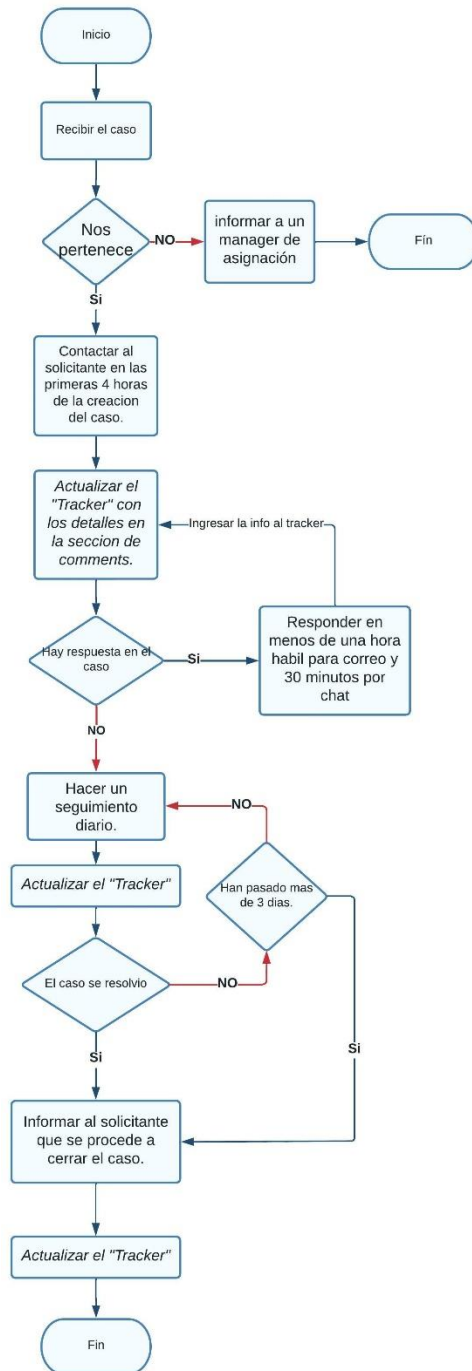 Inicio
Recibir el caso
Nos
pertenece
NO
informar a un
manager de
asignación
Fín
Si
Contactar al
solicitante en las
primeras 4 horas
de la creacion
del caso.
Actualizar el
"Tracker" con
los detalles en
la seccion de
comments.
Ingresar la info al tracker
Hay respuesta en el
caso
Si
Responder en
menos de una hora
habil para correo y
30 minutos por
chat
NO
Hacer un
seguimiento
diario.
NO
Actualizar el "Tracker"
Han pasado mas
de 3 dias.
El caso se resolvio
NO
Si
Si
Informar al solicitante
que se procede a
cerrar el caso.
Actualizar el "Tracker"
Fin